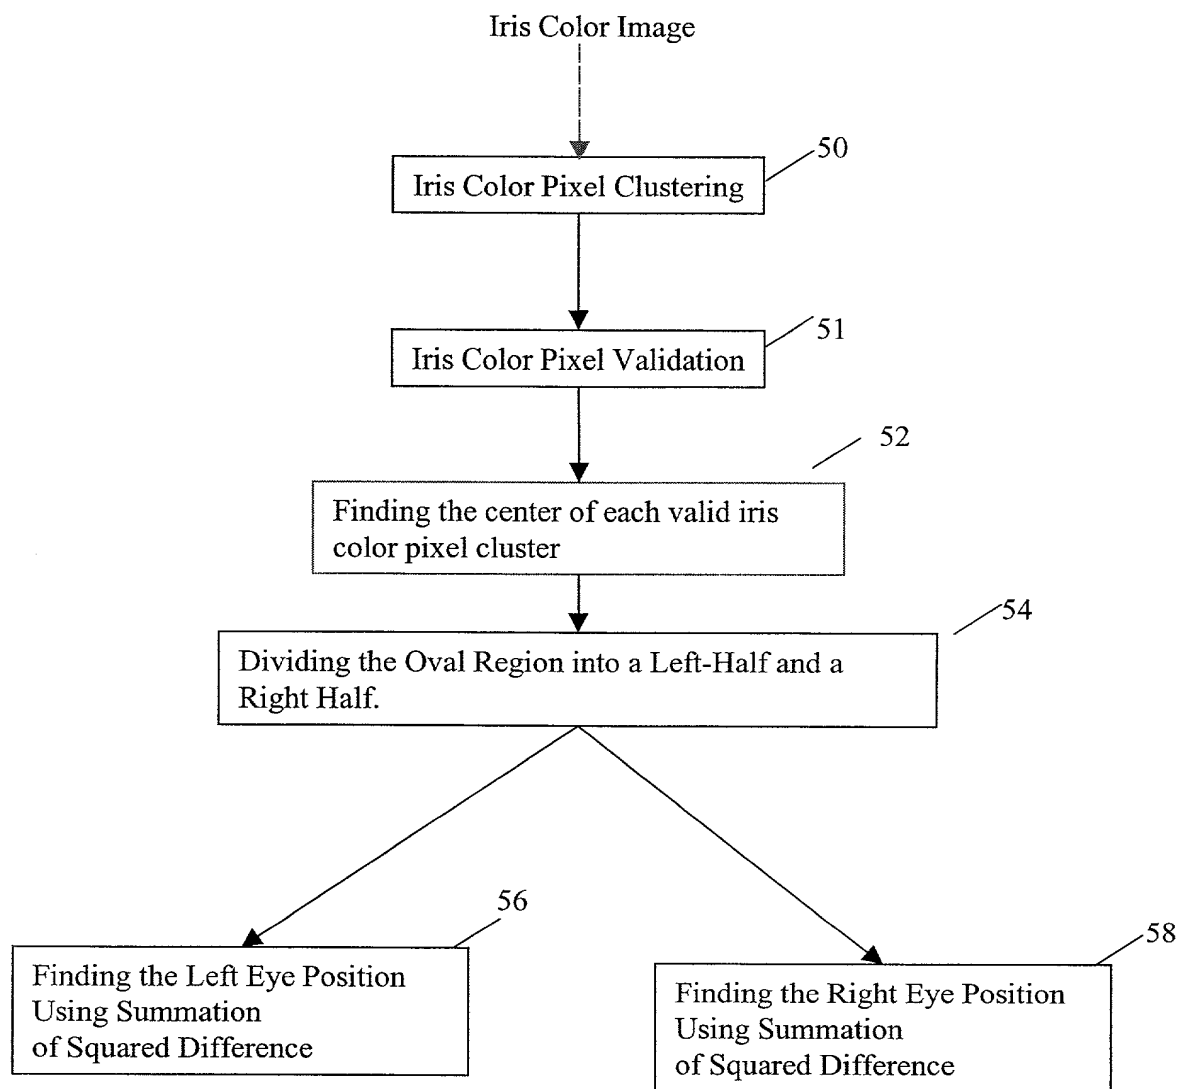 Iris Color Image
50
Iris Color Pixel Clustering
51
Iris Color Pixel Validation
52
Finding the center of each valid iris
color pixel cluster
54
Dividing the Oval Region into a Left-Half and a
Right Half.
56
Finding the Left Eye Position
Using Summation
of Squared Difference
58
Finding the Right Eye Position
Using Summation
of Squared Difference